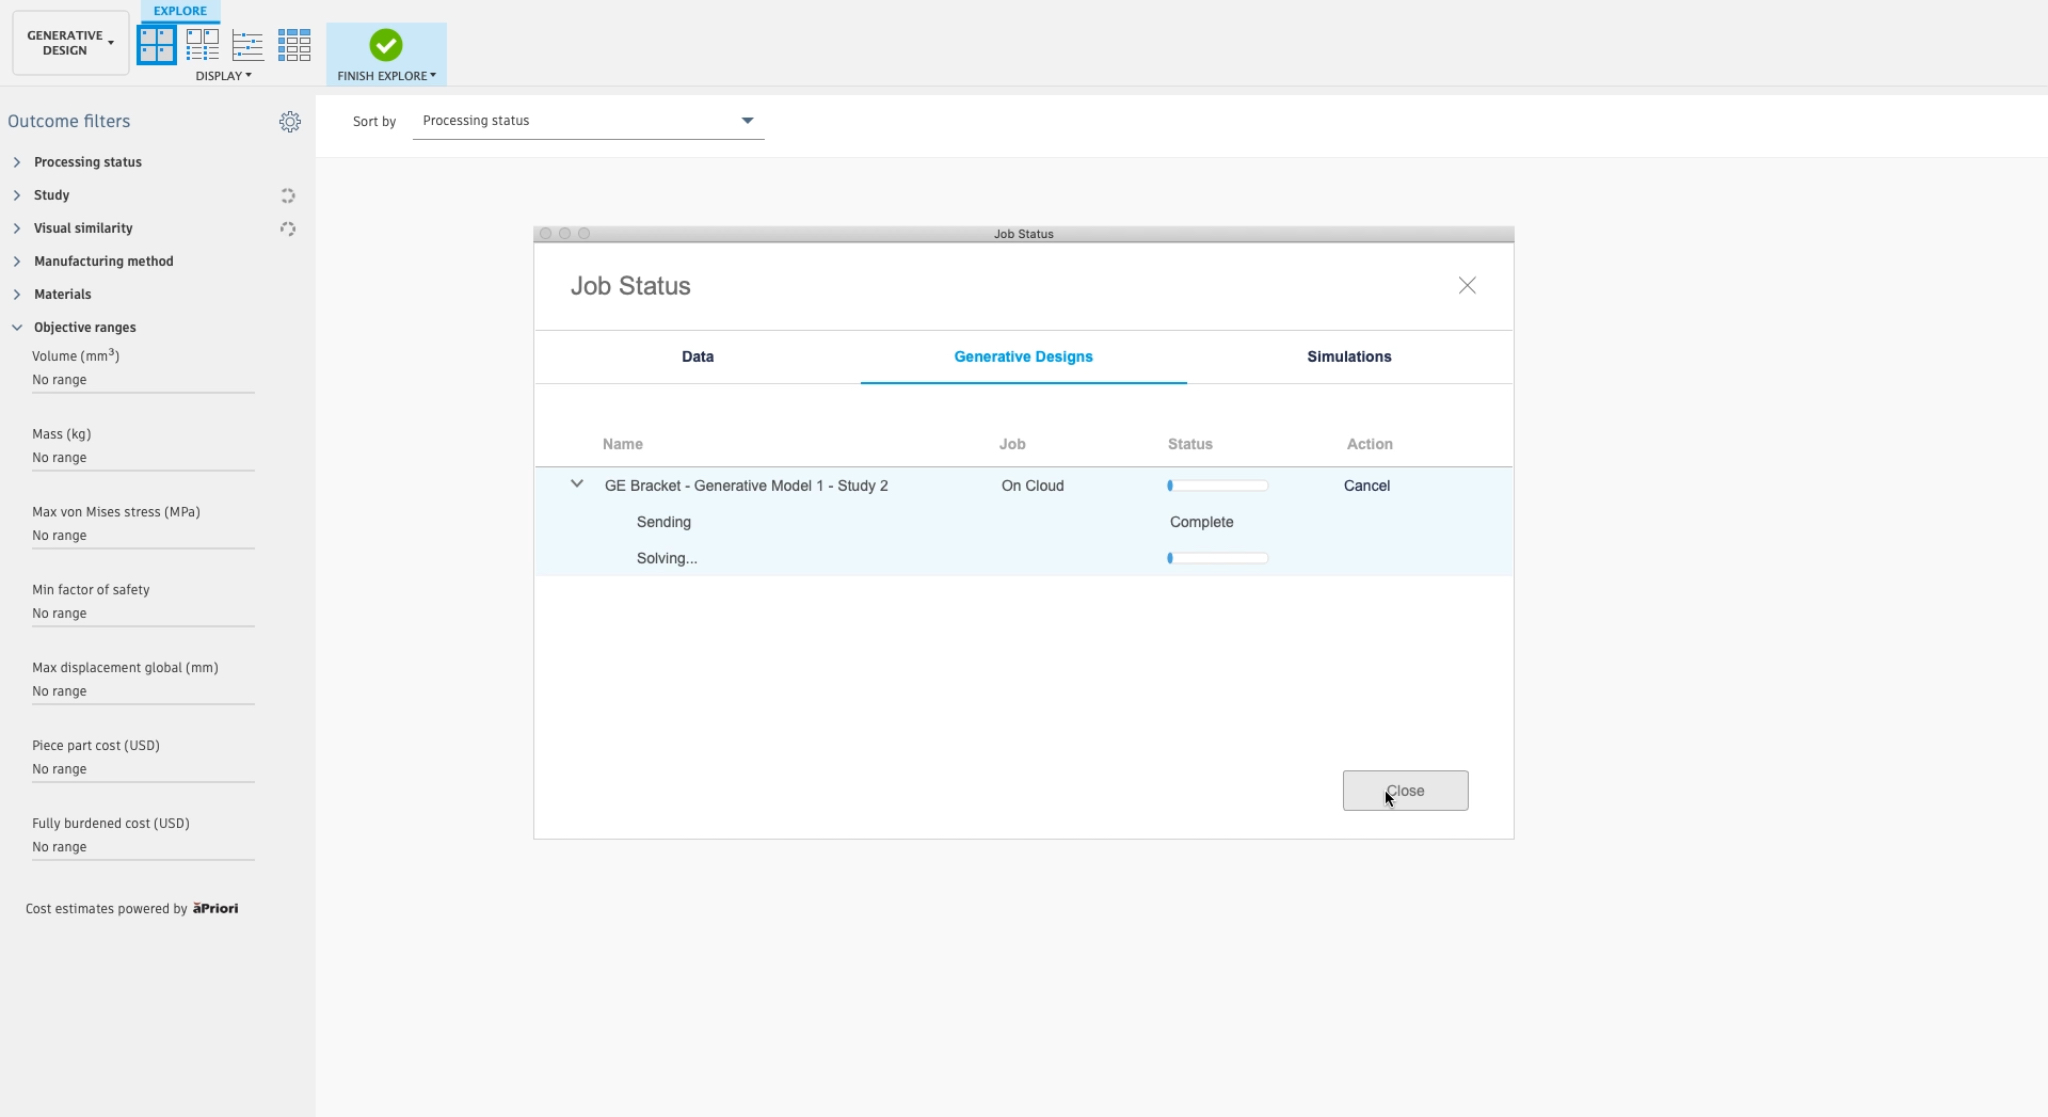 EXPLORE
GENERATIVE
DESIGN
DISPLAY
FINISH EXPLORE
Outcome filters
Sort by Processing status
Processing status
Study
Visual similarity
Manufacturing method
Materials
Objective ranges
Volume (mm³)
No range
Mass (kg)
No range
Max von Mises stress (MPa)
No range
Min factor of safety
No range
Max displacement global (mm)
No range
Piece part cost (USD)
No range
Fully burdened cost (USD)
No range
Cost estimates powered by aPriori
Job Status
Job Status
Data Generative Designs Simulations
Name Job Status Action
GE Bracket - Generative Model 1 - Study 2 On Cloud Cancel
Sending Complete
Solving...
Close